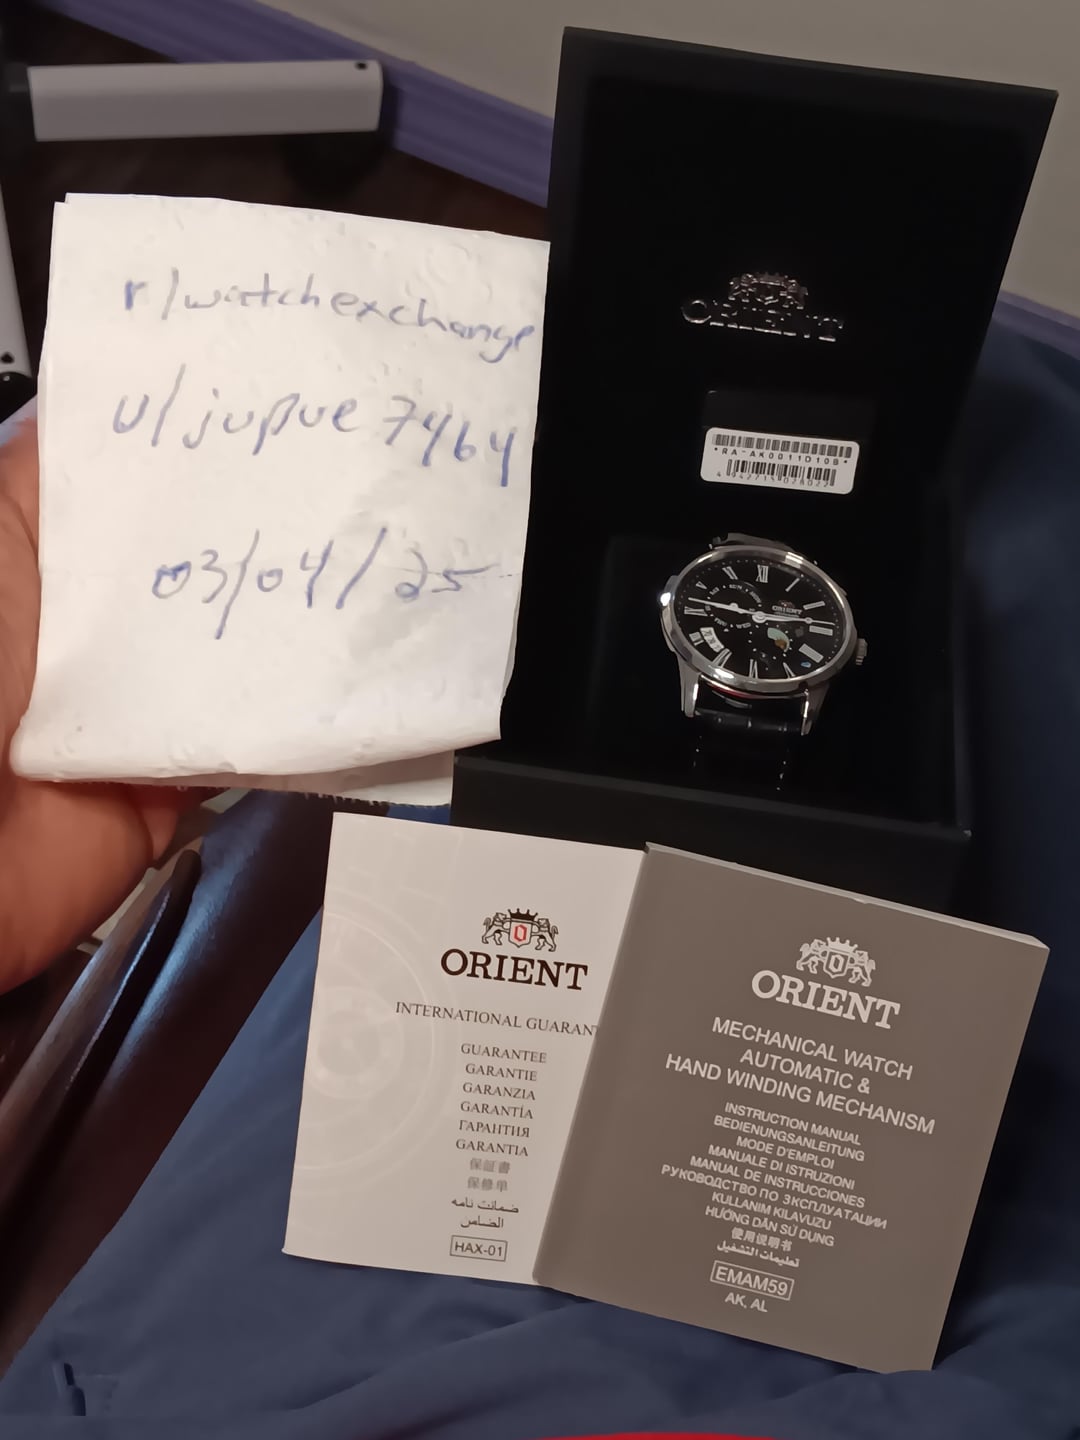 r/watchexchange
u/jupue7464
03/04/25
ORIENT
*RA-AK0011D10B*
ORIENT
ORIENT
INTERNATIONAL GUARANT
GUARANTEE
GARANTIE
GARANZIA
GARANTÍA
ГАРАНТИЯ
GARANTIA
保証書
保修单
ضمانت نامه
الضامن
HAX-01
ORIENT
MECHANICAL WATCH
AUTOMATIC &
HAND WINDING MECHANISM
INSTRUCTION MANUAL
BEDIENUNGSANLEITUNG
MODE D'EMPLOI
MANUALE DI ISTRUZIONI
MANUAL DE INSTRUCCIONES
РУКОВОДСТВО ПО ЭКСПЛУАТАЦИИ
KULLANIM KILAVUZU
HƯỚNG DẪN SỬ DỤNG
使用说明书
تعليمات التشغيل
EMAM59
AK, AL